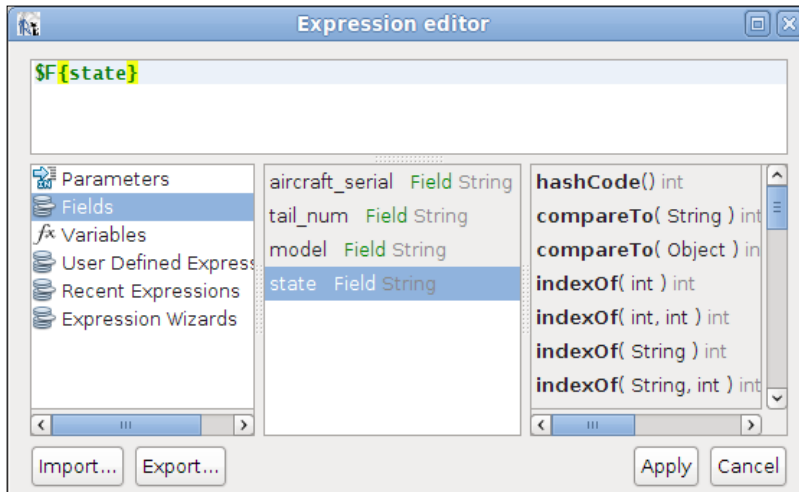 Expression editor
$F{state}
Parameters
Fields
fx Variables
User Defined Express
Recent Expressions
Expression Wizards
aircraft_serial Field String
tail_num Field String
model Field String
state Field String
hashCode() int
compareTo( String ) int
compareTo( Object ) in
indexOf( int ) int
indexOf( int, int ) int
indexOf( String ) int
indexOf( String, int ) int
Import... Export... Apply Cancel